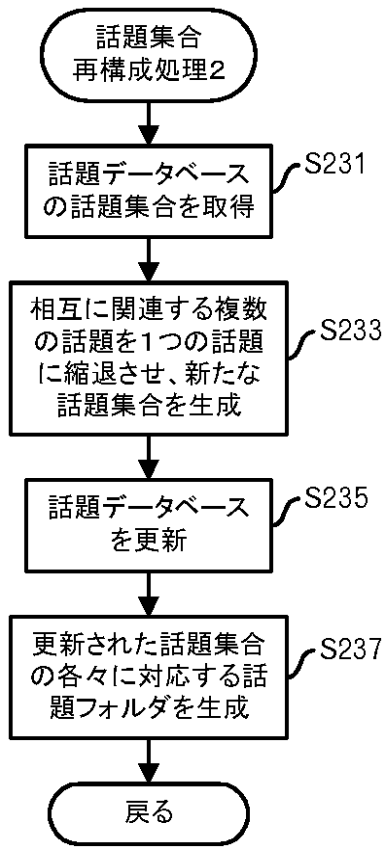 話題集合
再構成処理2
話題データベース
の話題集合を取得
S231
相互に関連する複数
の話題を1つの話題
に縮退させ、新たな
話題集合を生成
S233
話題データベース
を更新
S235
更新された話題集合
の各々に対応する話
題フォルダを生成
S237
戻る